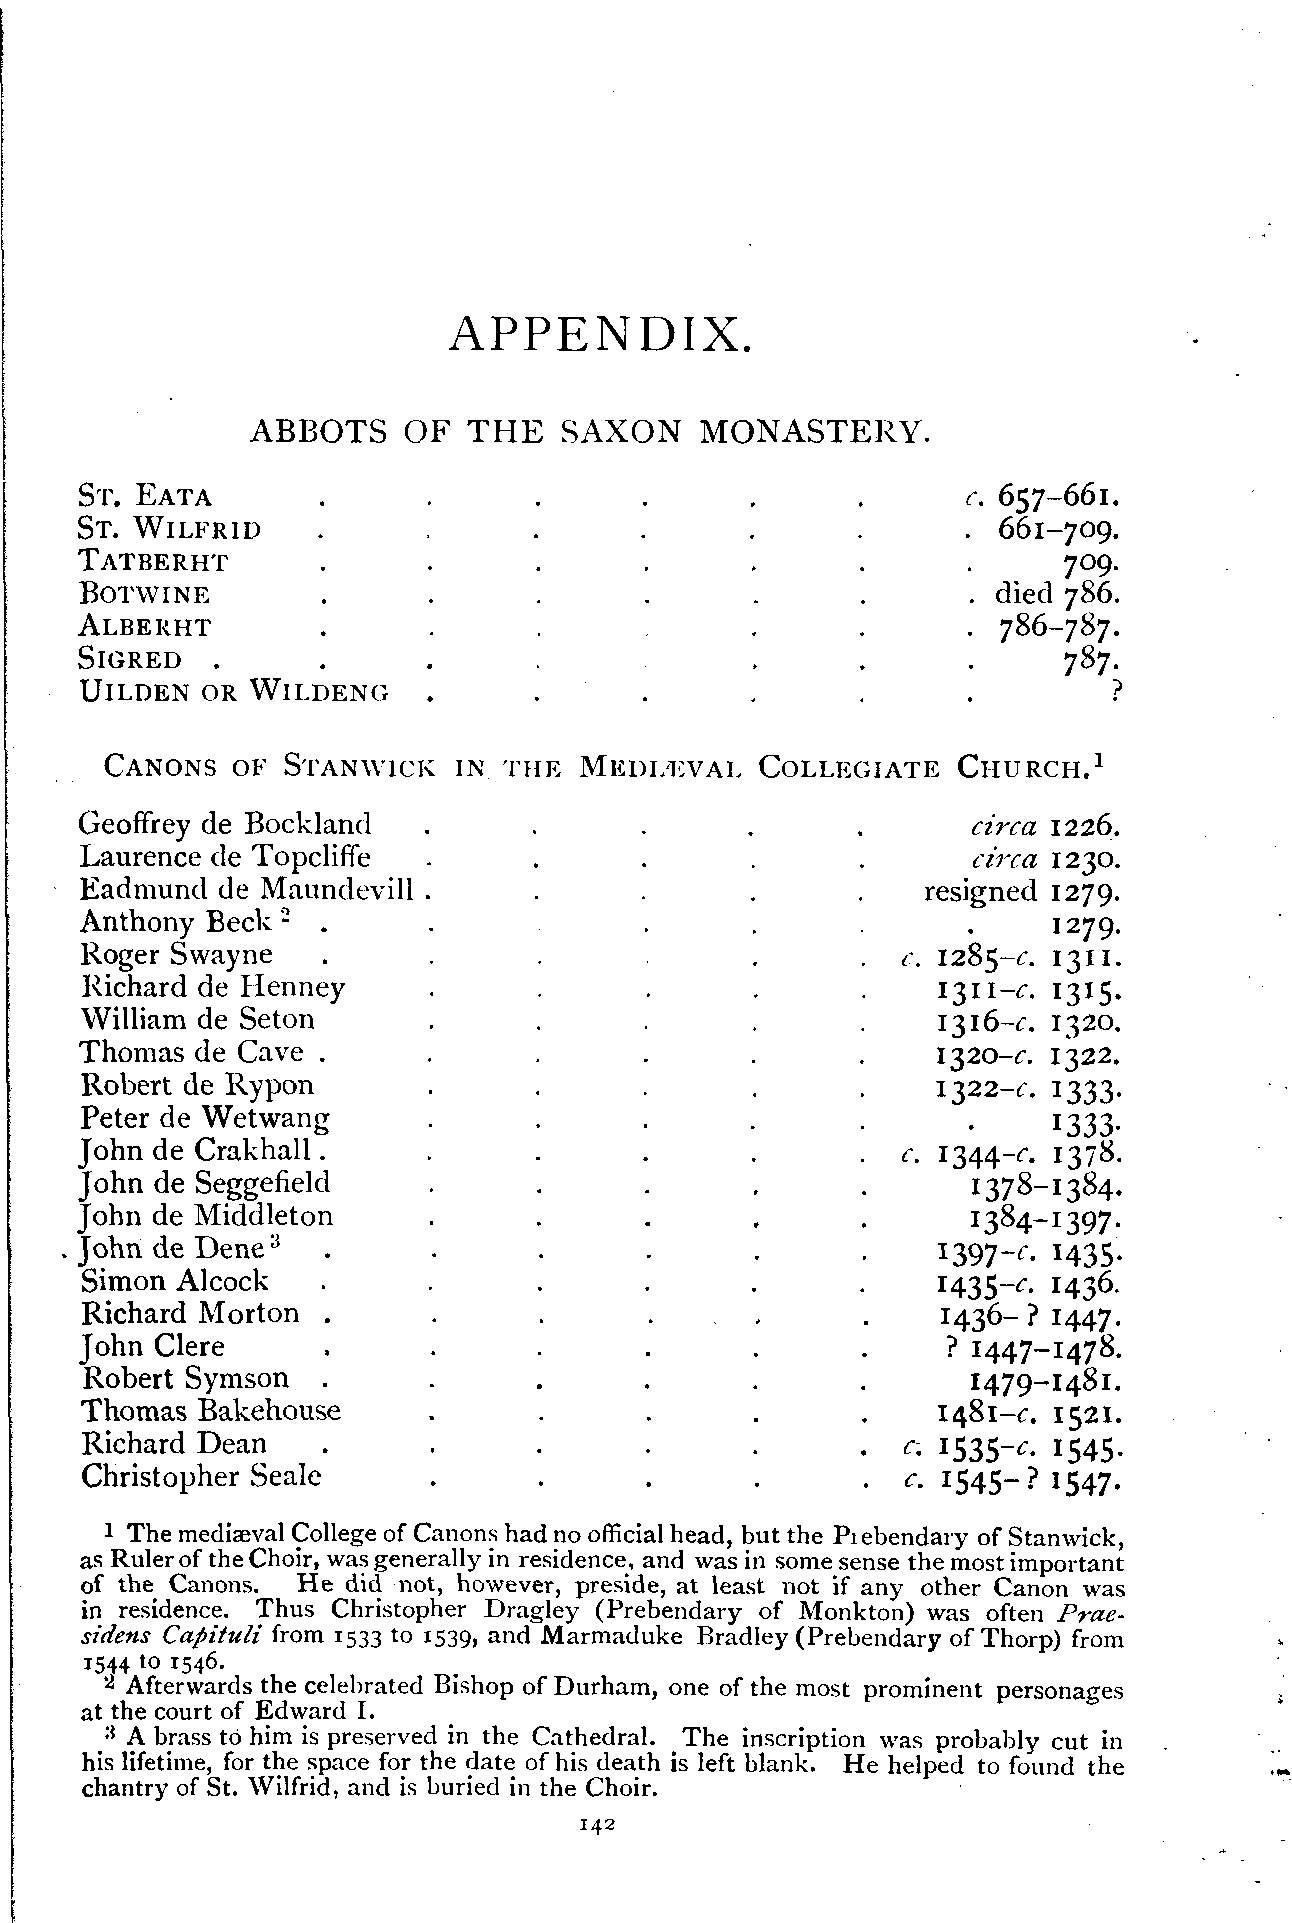 APPENDIX.
ABBOTS OF THE SAXON MONASTERY.
ST. EATA . . . . . . c. 657–661.
ST. WILFRID . . . . . . . 661–709.
TATBERHT . . . . . . . 709.
BOTWINE . . . . . . . died 786.
ALBERHT . . . . . . . 786–787.
SIGRED . . . . . . . . 787.
UILDEN OR WILDENG . . . . . . ?
CANONS OF STANWICK IN THE MEDIÆVAL COLLEGIATE CHURCH.¹
Geoffrey de Bockland . . . . . circa 1226.
Laurence de Topcliffe . . . . . circa 1230.
Eadmund de Maundevill . . . . . resigned 1279.
Anthony Beck ² . . . . . . . 1279.
Roger Swayne . . . . . . c. 1285–c. 1311.
Richard de Henney . . . . . 1311–c. 1315.
William de Seton . . . . . 1316–c. 1320.
Thomas de Cave . . . . . . 1320–c. 1322.
Robert de Rypon . . . . . 1322–c. 1333.
Peter de Wetwang . . . . . . 1333.
John de Crakhall . . . . . . c. 1344–c. 1378.
John de Seggefield . . . . . 1378–1384.
John de Middleton . . . . . 1384–1397.
John de Dene ³ . . . . . . 1397–c. 1435.
Simon Alcock . . . . . . 1435–c. 1436.
Richard Morton . . . . . . 1436–? 1447.
John Clere . . . . . . ? 1447–1478.
Robert Symson . . . . . . 1479–1481.
Thomas Bakehouse . . . . . 1481–c. 1521.
Richard Dean . . . . . . c. 1535–c. 1545.
Christopher Seale . . . . . c. 1545–? 1547.
¹ The mediæval College of Canons had no official head, but the Prebendary of Stanwick,
as Ruler of the Choir, was generally in residence, and was in some sense the most important
of the Canons. He did not, however, preside, at least not if any other Canon was
in residence. Thus Christopher Dragley (Prebendary of Monkton) was often Prae-
sidens Capituli from 1533 to 1539, and Marmaduke Bradley (Prebendary of Thorp) from
1544 to 1546.
² Afterwards the celebrated Bishop of Durham, one of the most prominent personages
at the court of Edward I.
³ A brass to him is preserved in the Cathedral. The inscription was probably cut in
his lifetime, for the space for the date of his death is left blank. He helped to found the
chantry of St. Wilfrid, and is buried in the Choir.
142